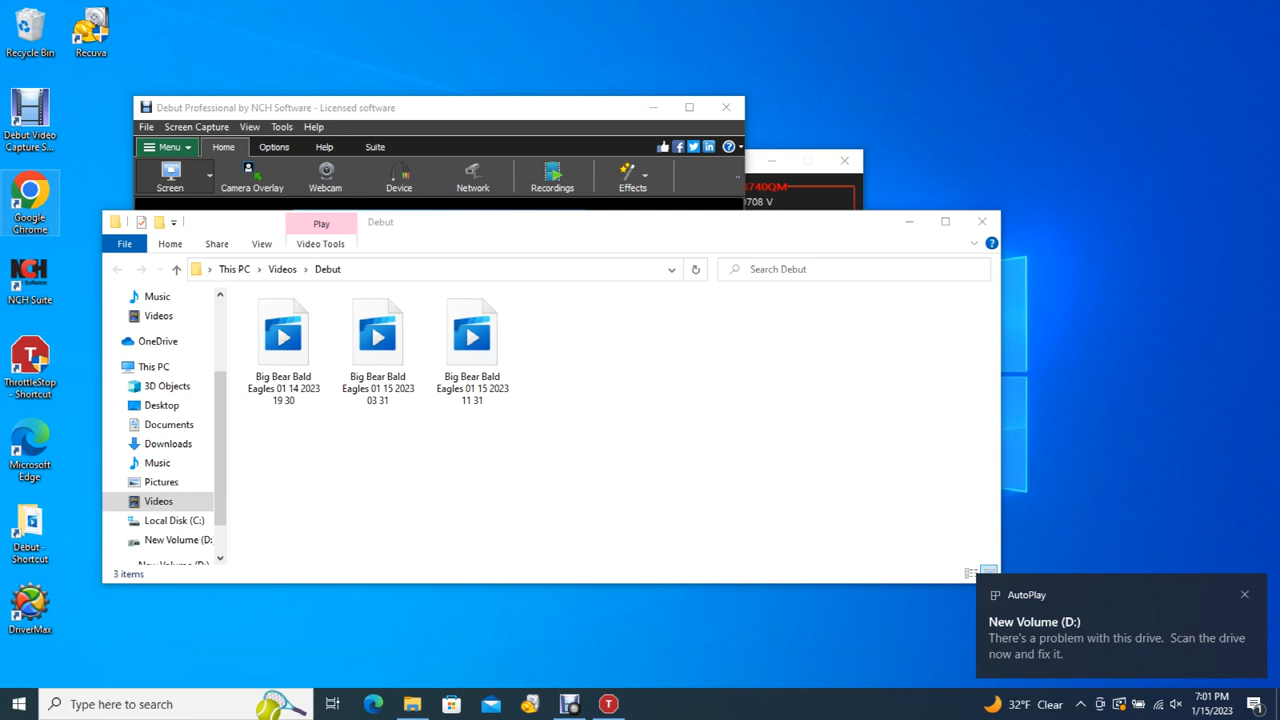 Recycle Bin
Recuva
Debut Video
Capture S...
Google
Chrome
NCH Suite
ThrottleStop
- Shortcut
Microsoft
Edge
Debut -
Shortcut
DriverMax
Debut Professional by NCH Software - Licensed software
File Screen Capture View Tools Help
Menu Home Options Help Suite
Screen Camera Overlay Webcam Device Network Recordings Effects
3740QM
9708 V
Play Debut
File Home Share View Video Tools
This PC Videos Debut
Search Debut
Music
Videos
OneDrive
This PC
3D Objects
Desktop
Documents
Downloads
Music
Pictures
Videos
Local Disk (C:)
New Volume (D:
New Volume (D:)
Big Bear Bald
Eagles 01 14 2023
19 30
Big Bear Bald
Eagles 01 15 2023
03 31
Big Bear Bald
Eagles 01 15 2023
11 31
3 items
AutoPlay
New Volume (D:)
There's a problem with this drive. Scan the drive
now and fix it.
Type here to search
32°F Clear
7:01 PM
1/15/2023
1